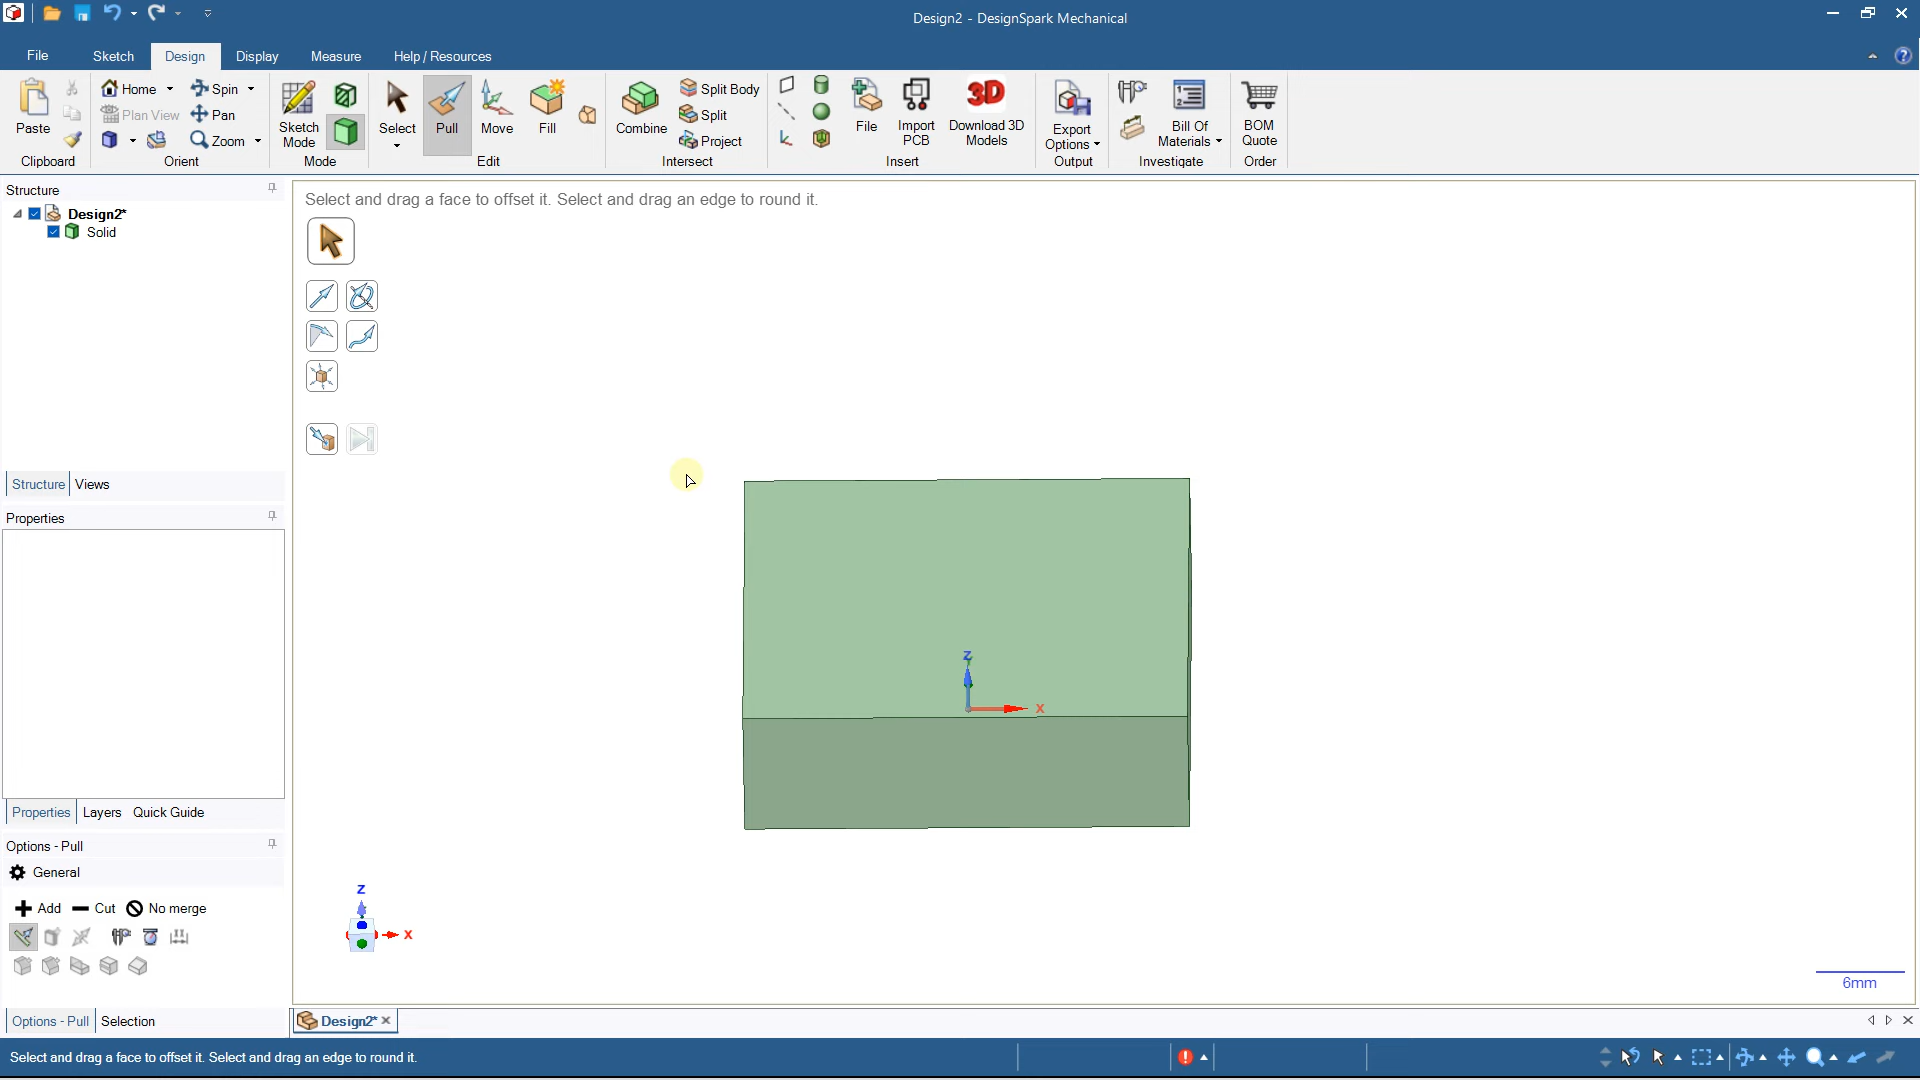 Design2 - DesignSpark Mechanical
File Sketch Design Display Measure Help / Resources
Paste
Clipboard
Home Spin
Plan View Pan
Zoom
Orient
Sketch Mode
Mode
Select Pull Move Fill
Edit
Combine Split Body
Split
Project
Intersect
File Import PCB Download 3D Models
3D
Insert
Export Options
Output
Bill Of Materials
Investigate
BOM Quote
Order
Structure
Design2*
Solid
Structure Views
Properties
Properties Layers Quick Guide
Options - Pull
General
Add Cut No merge
Options - Pull Selection
Select and drag a face to offset it. Select and drag an edge to round it.
Z
X
Z
X
6mm
Design2*
Select and drag a face to offset it. Select and drag an edge to round it.